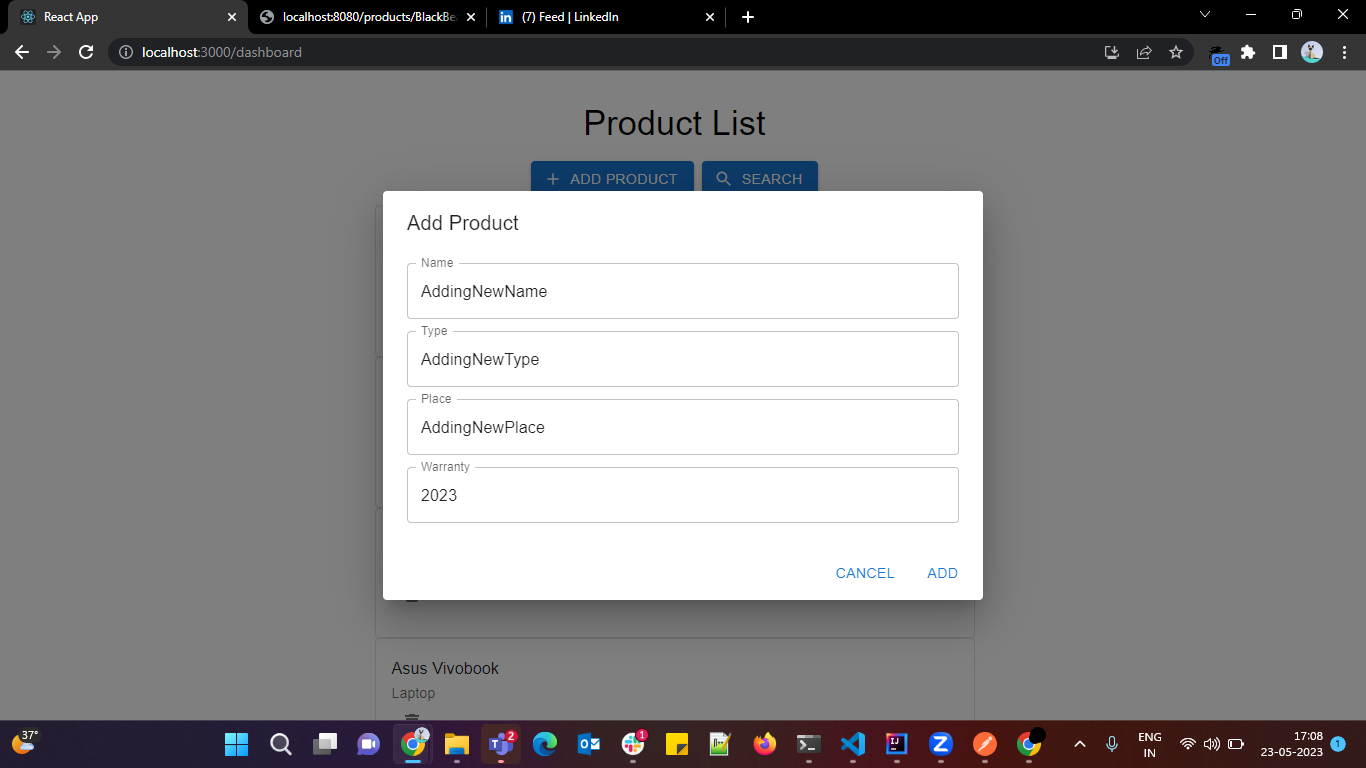 React App
localhost:8080/products/BlackBe
(7) Feed | LinkedIn
localhost:3000/dashboard
Off
Product List
ADD PRODUCT
SEARCH
Add Product
Name
AddingNewName
Type
AddingNewType
Place
AddingNewPlace
Warranty
2023
CANCEL
ADD
Asus Vivobook
Laptop
37°
2
1
ENG
IN
17:08
23-05-2023
1